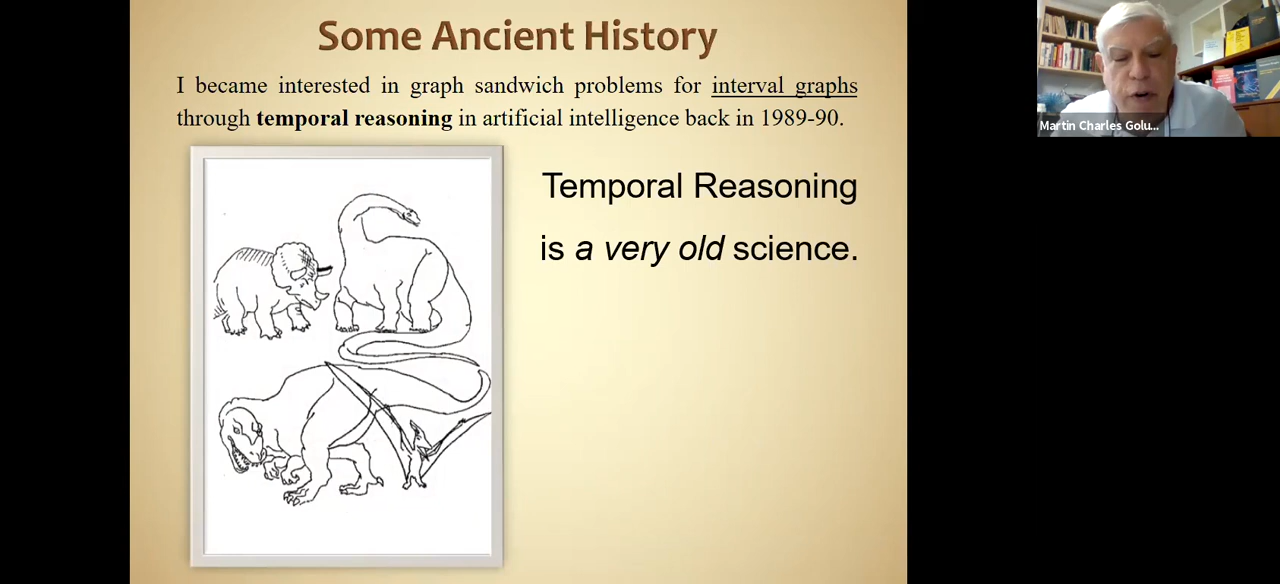 Some Ancient History
I became interested in graph sandwich problems for interval graphs
through temporal reasoning in artificial intelligence back in 1989-90.
Temporal Reasoning
is a very old science.
Martin Charles Golu...